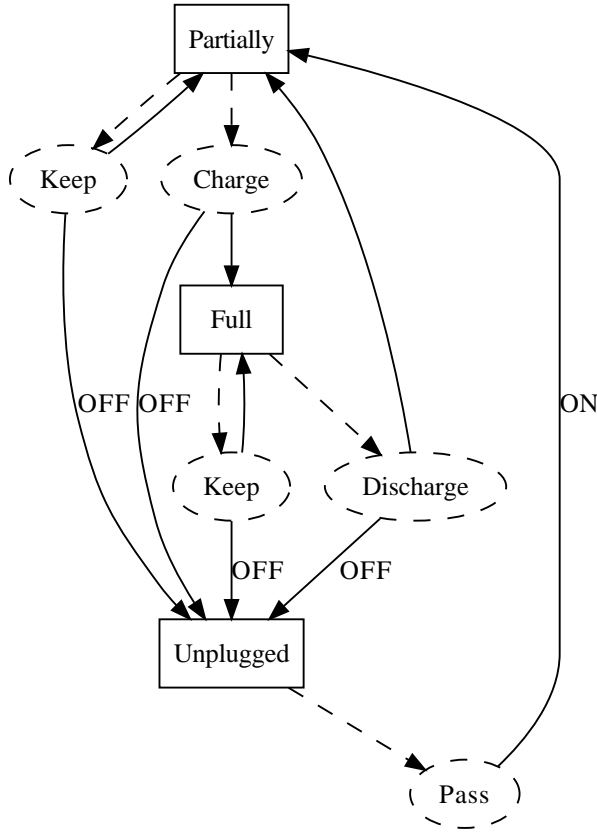 Partially
Keep
Charge
Full
OFF
OFF
ON
Keep
Discharge
OFF
OFF
Unplugged
Pass